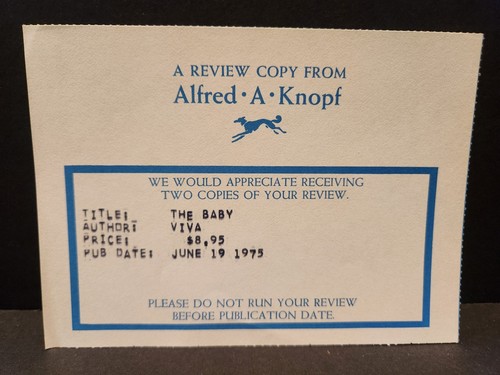 A REVIEW COPY FROM
Alfred·A·Knopf
WE WOULD APPRECIATE RECEIVING
TWO COPIES OF YOUR REVIEW.
TITLE: THE BABY
AUTHOR: VIVA
PRICE: $8,95
PUB DATE: JUNE 19 1975
PLEASE DO NOT RUN YOUR REVIEW
BEFORE PUBLICATION DATE.